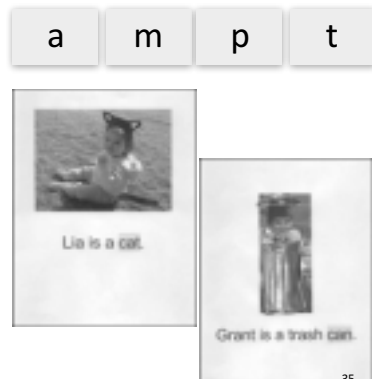 a m p t
Lia is a cat.
Grant is a trash can.
35